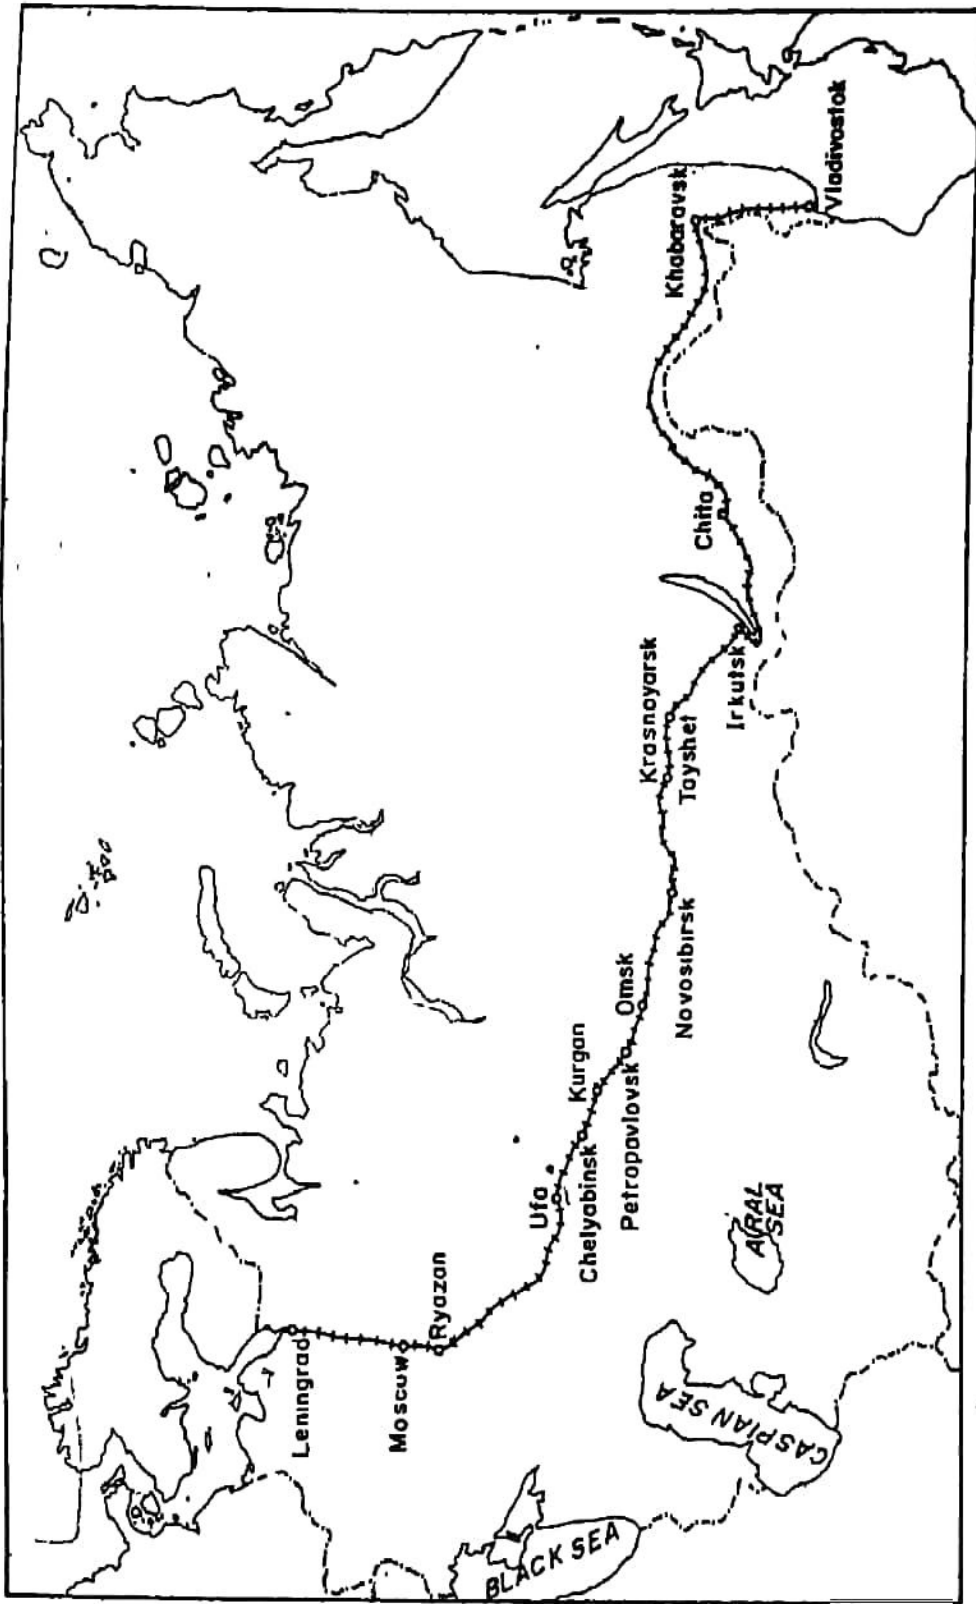 Leningrad
Moscow
Ryazan
Ufa
Chelyabinsk
Kurgan
Petropavlovsk
Omsk
Novosibirsk
Krasnoyarsk
Tayshet
Irkutsk
Chita
Khabarovsk
Vladivostok
BLACK SEA
CASPIAN SEA
ARAL
SEA